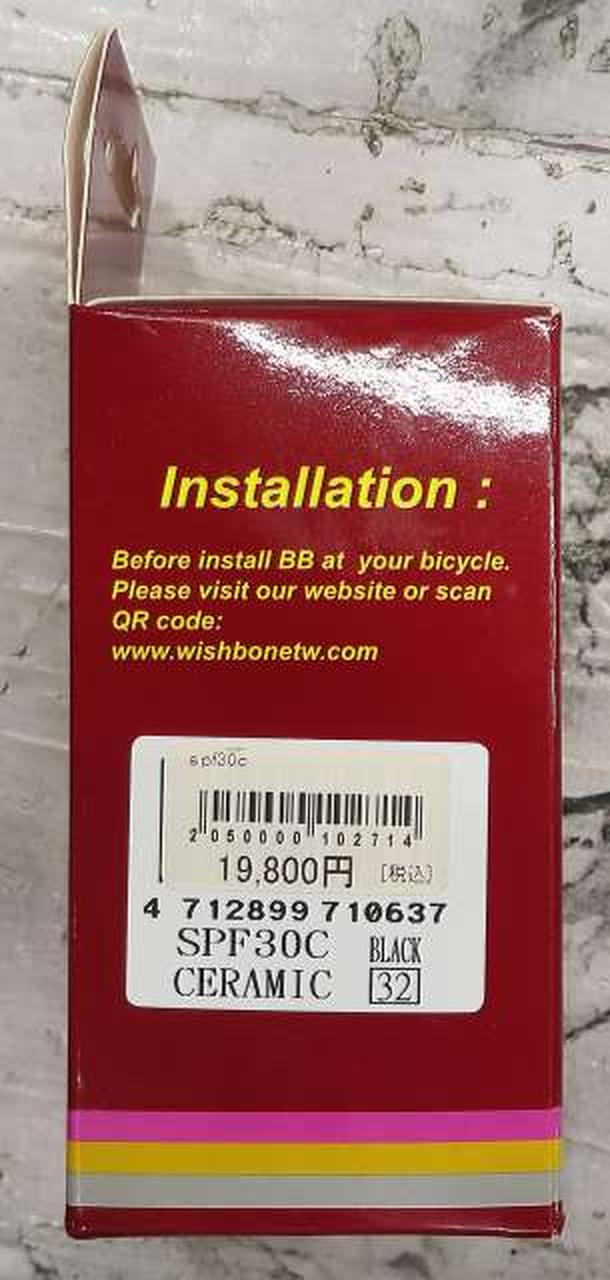 Installation :
Before install BB at your bicycle.
Please visit our website or scan
QR code:
www.wishbonetw.com
spf30c
2 050000 102714
19,800円 [税込]
4 712899 710637
SPF30C BLACK
CERAMIC 32